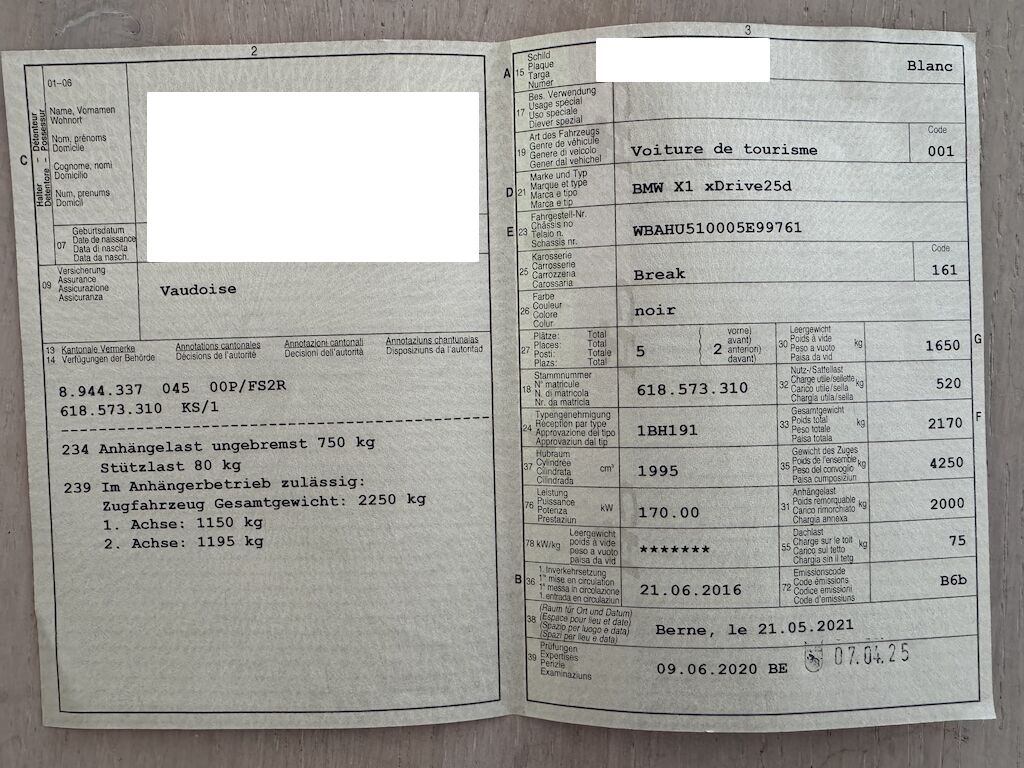 2
01–06
Halter - Detenteur
Detentore - Possessur
C
Name, Vornamen
Wohnort
Nom, prénoms
Domicile
Cognome, nomi
Domicilio
Num, prenums
Domicil
07
Geburtsdatum
Date de naissance
Data di nascita
Data da nasch.
09
Versicherung
Assurance
Assicurazione
Assicuranza
Vaudoise
13 Kantonale Vermerke Annotations cantonales Annotazioni cantonali Annotaziuns chantunalas
14 Verfügungen der Behörde Décisions de l'autorité Decisioni dell'autorità Disposiziuns da l'autoritad
8.944.337 045 00P/FS2R
618.573.310 KS/1
234 Anhängelast ungebremst 750 kg
Stützlast 80 kg
239 Im Anhängerbetrieb zulässig:
Zugfahrzeug Gesamtgewicht: 2250 kg
1. Achse: 1150 kg
2. Achse: 1195 kg
3
A 15
Schild
Plaque
Targa
Numer
Blanc
17
Bes. Verwendung
Usage spécial
Uso speciale
Diever spezial
19
Art des Fahrzeugs
Genre de véhicule
Genere di veicolo
Gener dal vehichel
Voiture de tourisme
Code
001
D 21
Marke und Typ
Marque et type
Marca e tipo
Marca e tip
BMW X1 xDrive25d
E 23
Fahrgestell-Nr.
Châssis no
Telaio n.
Schassis nr.
WBAHU510005E99761
25
Karosserie
Carrosserie
Carrozzeria
Carossaria
Break
Code
161
26
Farbe
Couleur
Colore
Colur
noir
27
Plätze: Total
Places: Total
Posti: Totale
Plazs: Total
5
2
vorne)
avant)
anteriori)
davant)
30
Leergewicht
Poids à vide
Peso a vuoto
Paisa da vid
kg
1650
G
18
Stammnummer
N° matricule
N. di matricola
Nr. da matricla
618.573.310
32
Nutz-/Sattellast
Charge utile/sellette
Carico utile/sella
Chargia utila/sella
kg
520
24
Typengenehmigung
Réception par type
Approvazione del tipo
Approvaziun dal tip
1BH191
33
Gesamtgewicht
Poids total
Peso totale
Paisa totala
kg
2170
F
37
Hubraum
Cylindrée
Cilindrata
Cilindrada
cm³
1995
35
Gewicht des Zuges
Poids de l'ensemble
Peso del convoglio
Paisa cumposiziun
kg
4250
76
Leistung
Puissance
Potenza
Prestaziun
kW
170.00
31
Anhängelast
Poids remorquable
Carico rimorchiato
Chargia annexa
kg
2000
78 kW/kg
Leergewicht
poids à vide
peso a vuoto
paisa da vid
*******
55
Dachlast
Charge sur le toit
Carico sul tetto
Chargia sin il tetg
kg
75
B 36
1. Inverkehrsetzung
1re mise en circulation
1a messa in circolazione
1. entrada en circulaziun
21.06.2016
72
Emissionscode
Code émissions
Codice emissioni
Code d'emissiuns
B6b
38
(Raum für Ort und Datum)
(Espace pour lieu et date)
(Spazio per luogo e data)
(Spazi per lieu e data)
Berne, le 21.05.2021
39
Prüfungen
Expertises
Perizie
Examinaziuns
09.06.2020 BE
07.04.25